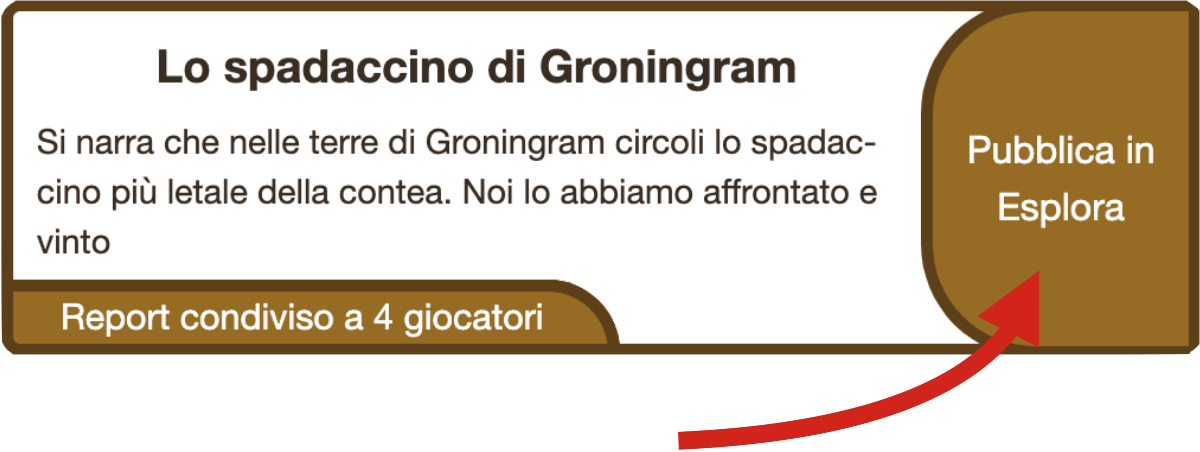 Lo spadaccino di Groningram
Si narra che nelle terre di Groningram circoli lo spadac-
cino più letale della contea. Noi lo abbiamo affrontato e
vinto
Report condiviso a 4 giocatori
Pubblica in
Esplora